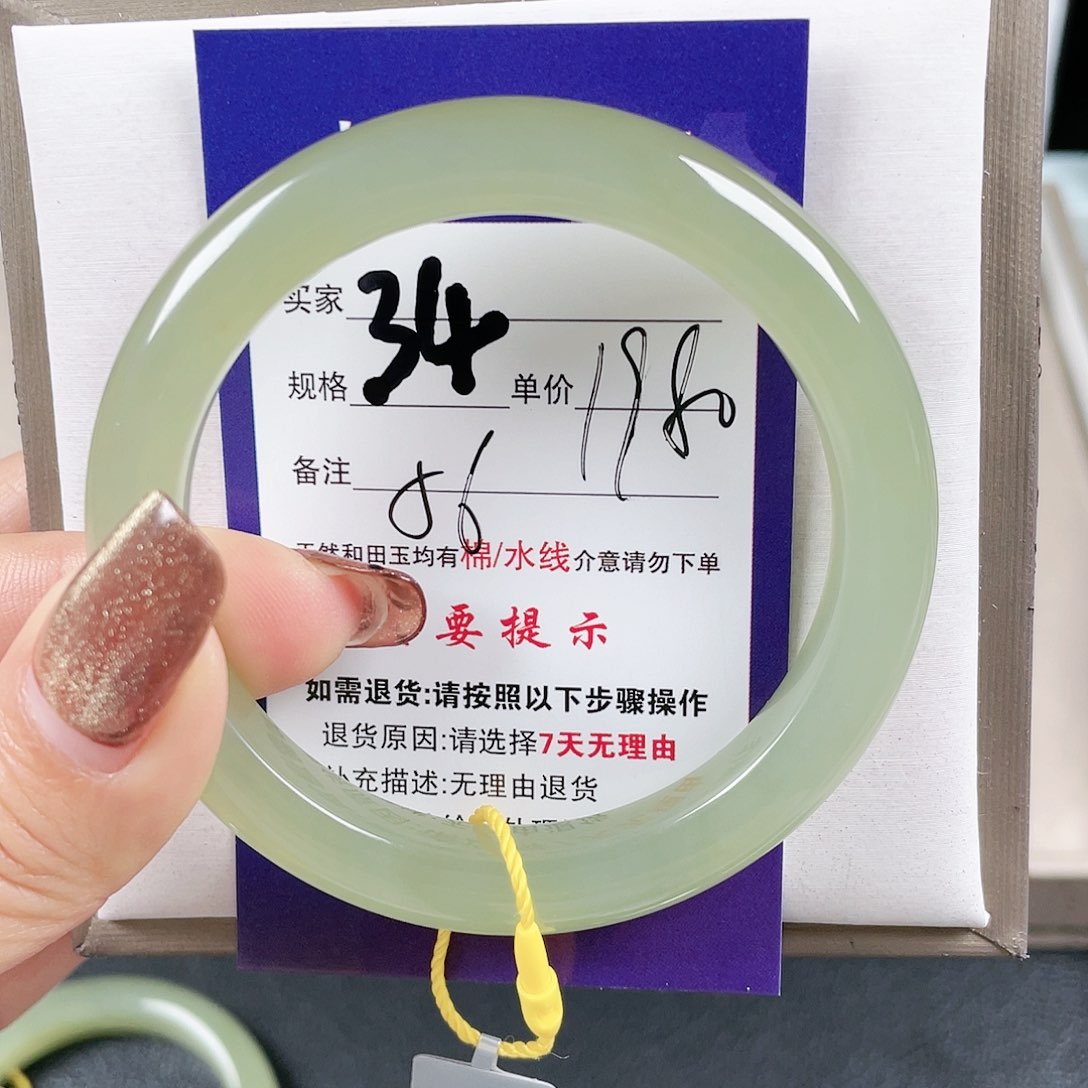 买家 34
规格 单价 1980
备注 56
天然和田玉均有棉/水线介意请勿下单
要提示
如需退货:请按照以下步骤操作
退货原因:请选择7天无理由
补充描述:无理由退货